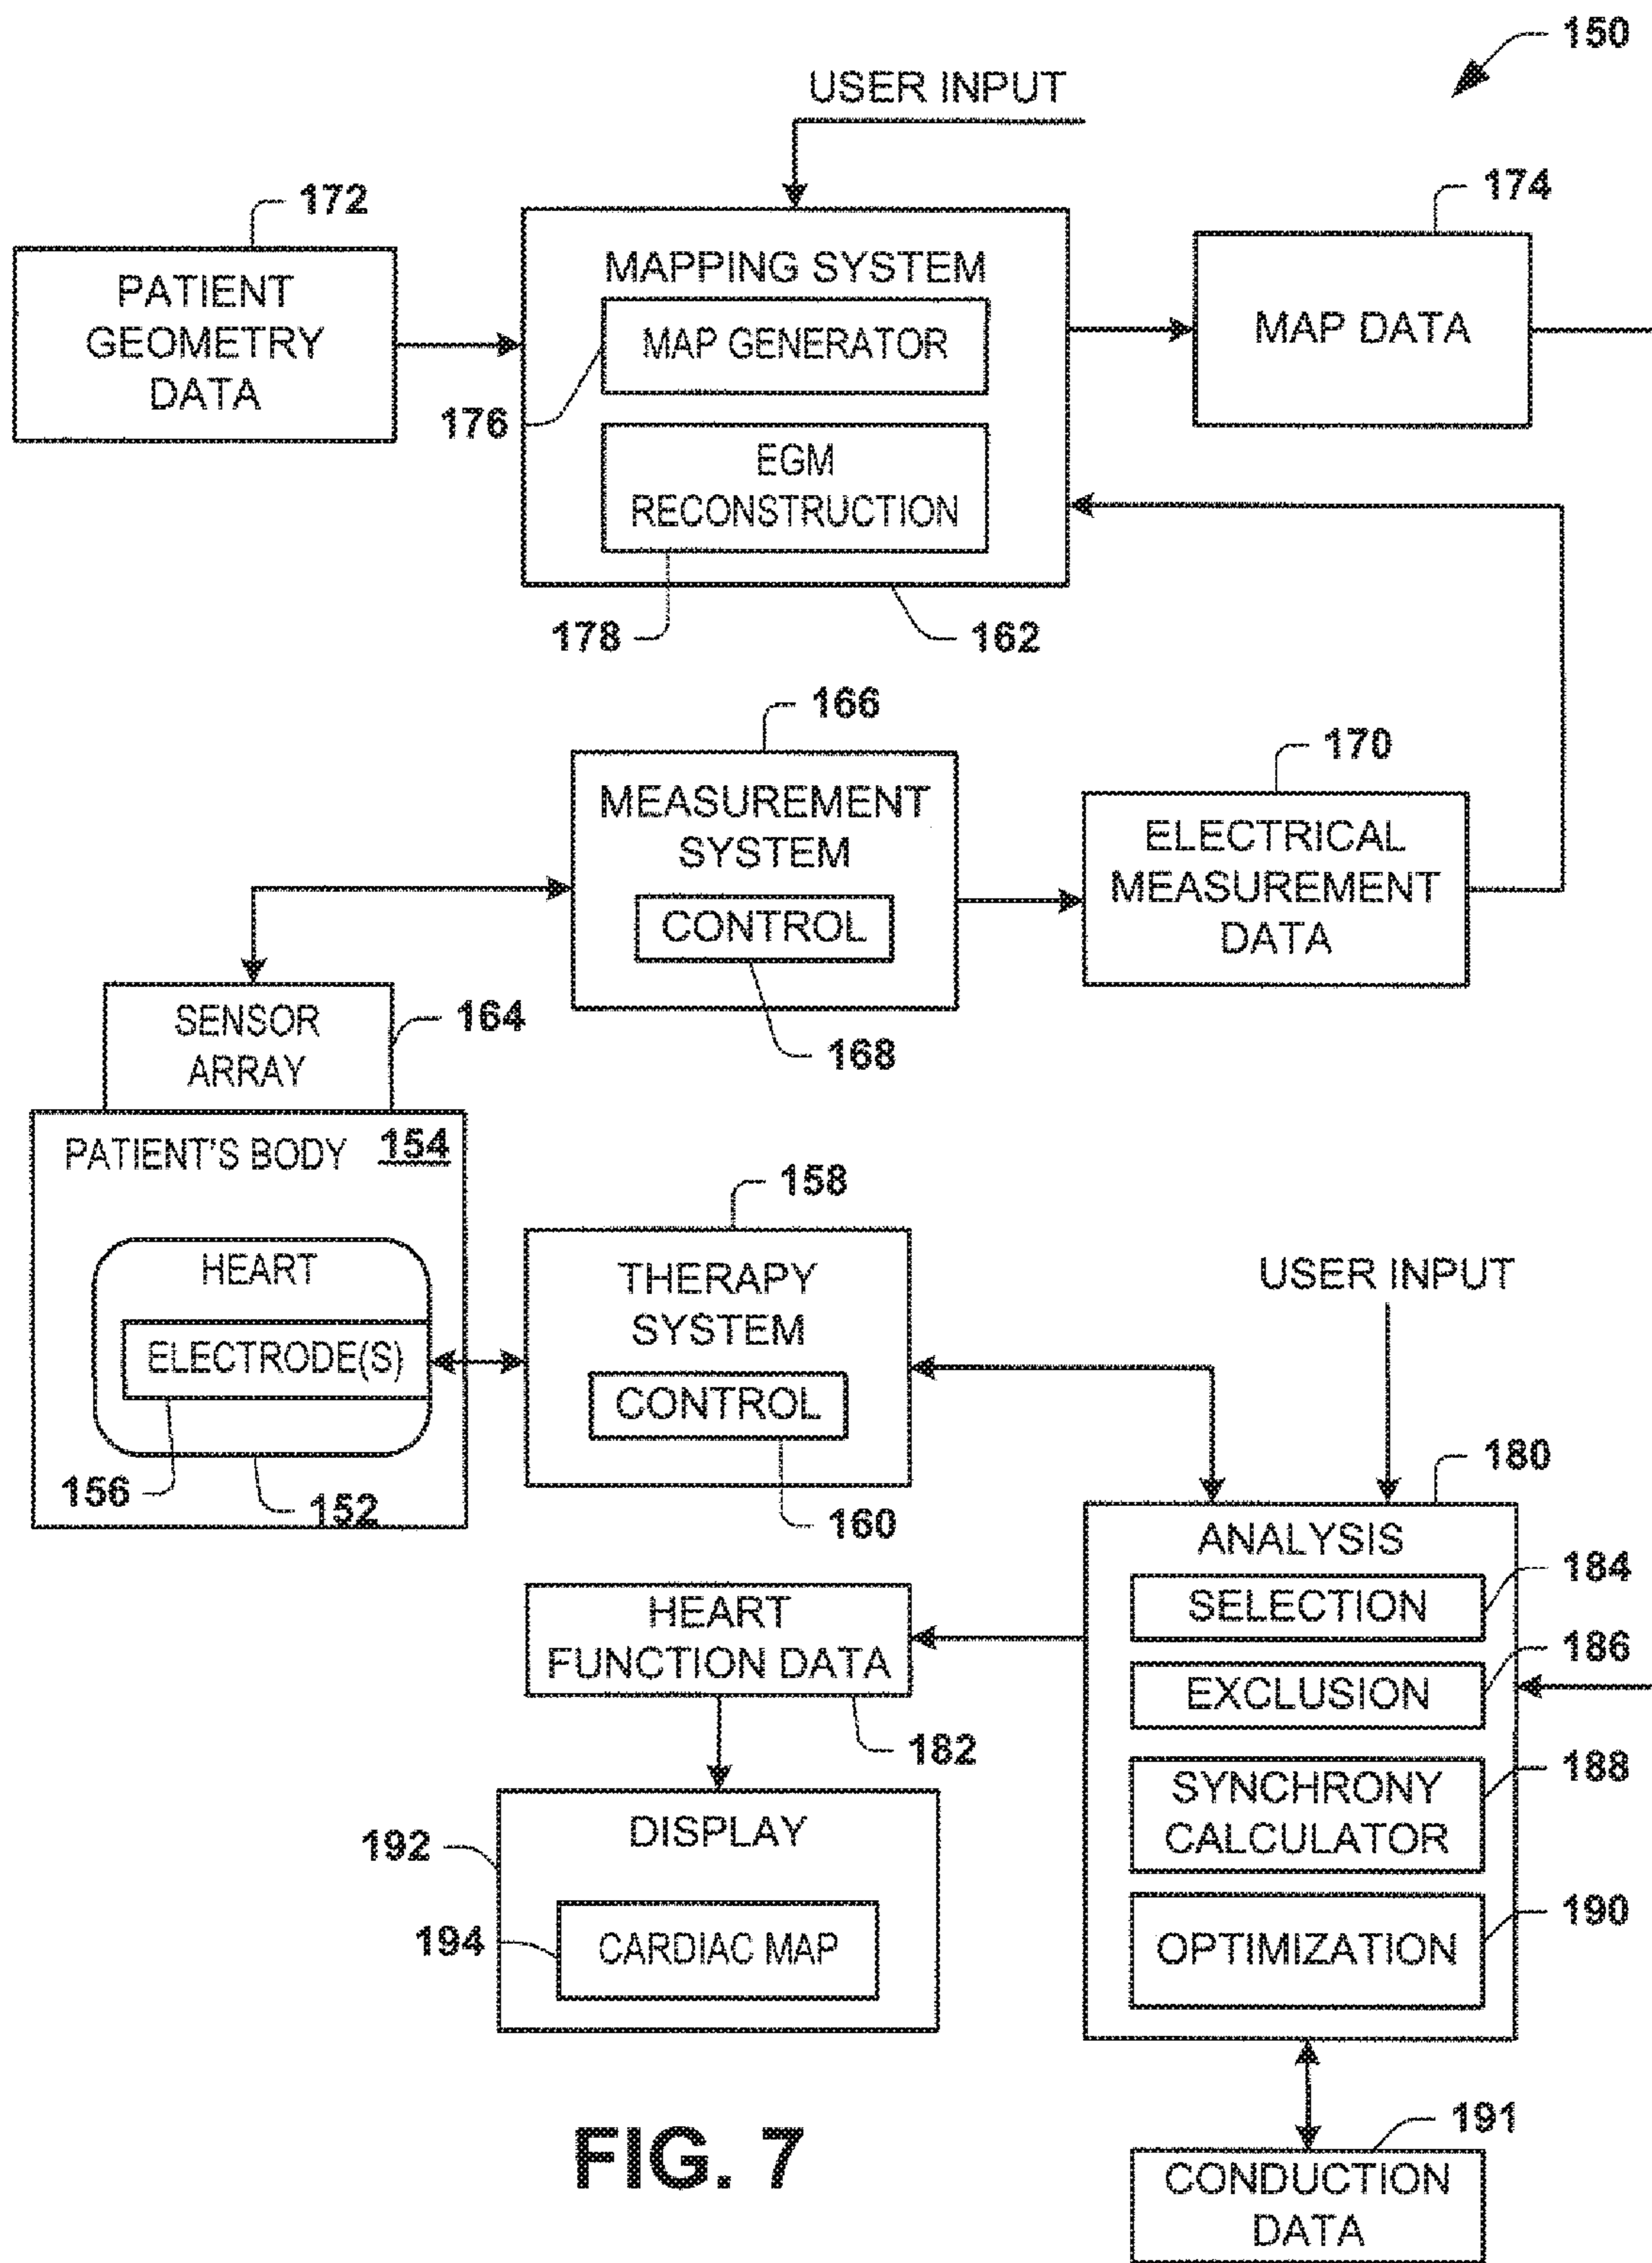 150
USER INPUT
172
174
PATIENT
GEOMETRY
DATA
MAPPING SYSTEM
MAP GENERATOR
MAP DATA
176
EGM
RECONSTRUCTION
178
162
166
170
MEASUREMENT
SYSTEM
CONTROL
ELECTRICAL
MEASUREMENT
DATA
168
SENSOR
ARRAY
164
PATIENT'S BODY
154
158
HEART
ELECTRODE(S)
THERAPY
SYSTEM
CONTROL
USER INPUT
156
152
160
180
ANALYSIS
SELECTION
184
EXCLUSION
186
SYNCHRONY
CALCULATOR
188
OPTIMIZATION
190
HEART
FUNCTION DATA
182
DISPLAY
192
CARDIAC MAP
194
191
CONDUCTION
DATA
FIG. 7